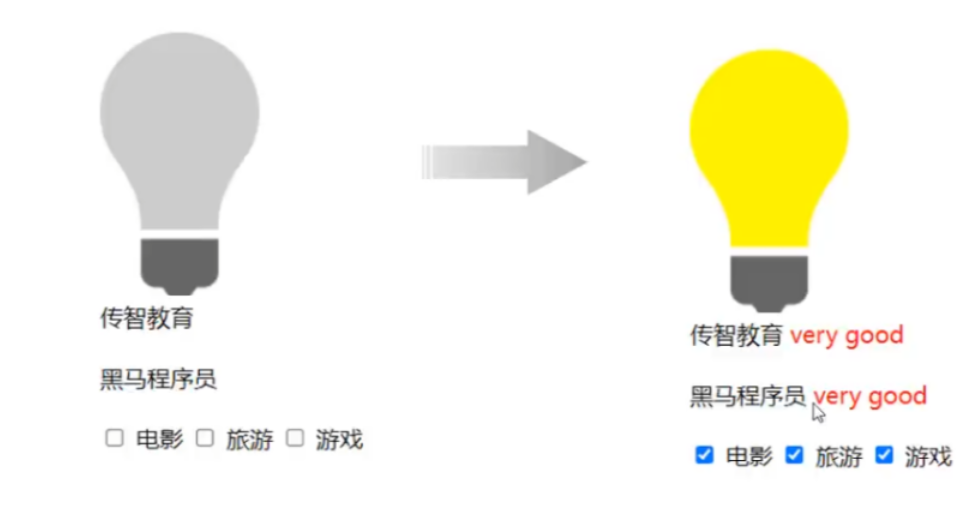 传智教育
黑马程序员
电影 旅游 游戏
传智教育 very good
黑马程序员 very good
电影 旅游 游戏